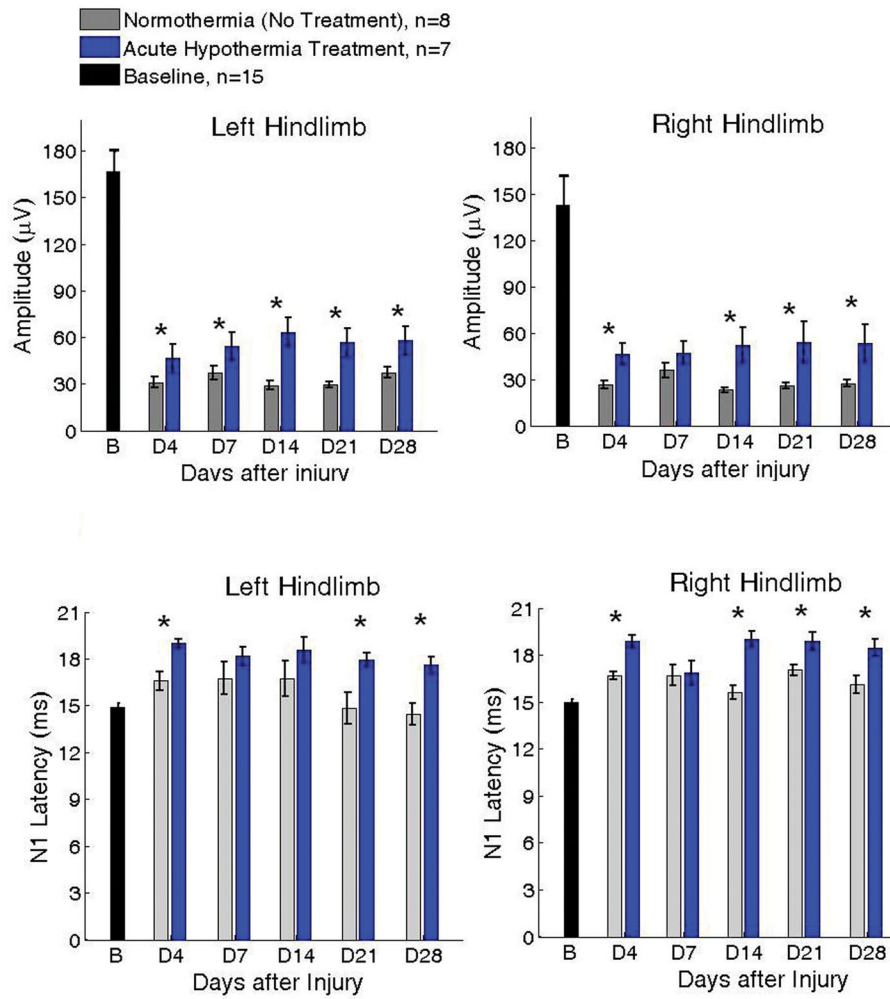 Normothermia (No Treatment), n=8
Acute Hypothermia Treatment, n=7
Baseline, n=15
Left Hindlimb
Amplitude (µV)
180
150
120
90
60
30
0
* * * * *
B D4 D7 D14 D21 D28
Days after injury
Right Hindlimb
Amplitude (µV)
180
150
120
90
60
30
0
* * * *
B D4 D7 D14 D21 D28
Days after injury
Left Hindlimb
N1 Latency (ms)
21
18
15
12
9
6
3
0
* * *
B D4 D7 D14 D21 D28
Days after Injury
Right Hindlimb
N1 Latency (ms)
21
18
15
12
9
6
3
0
* * * *
B D4 D7 D14 D21 D28
Days after Injury